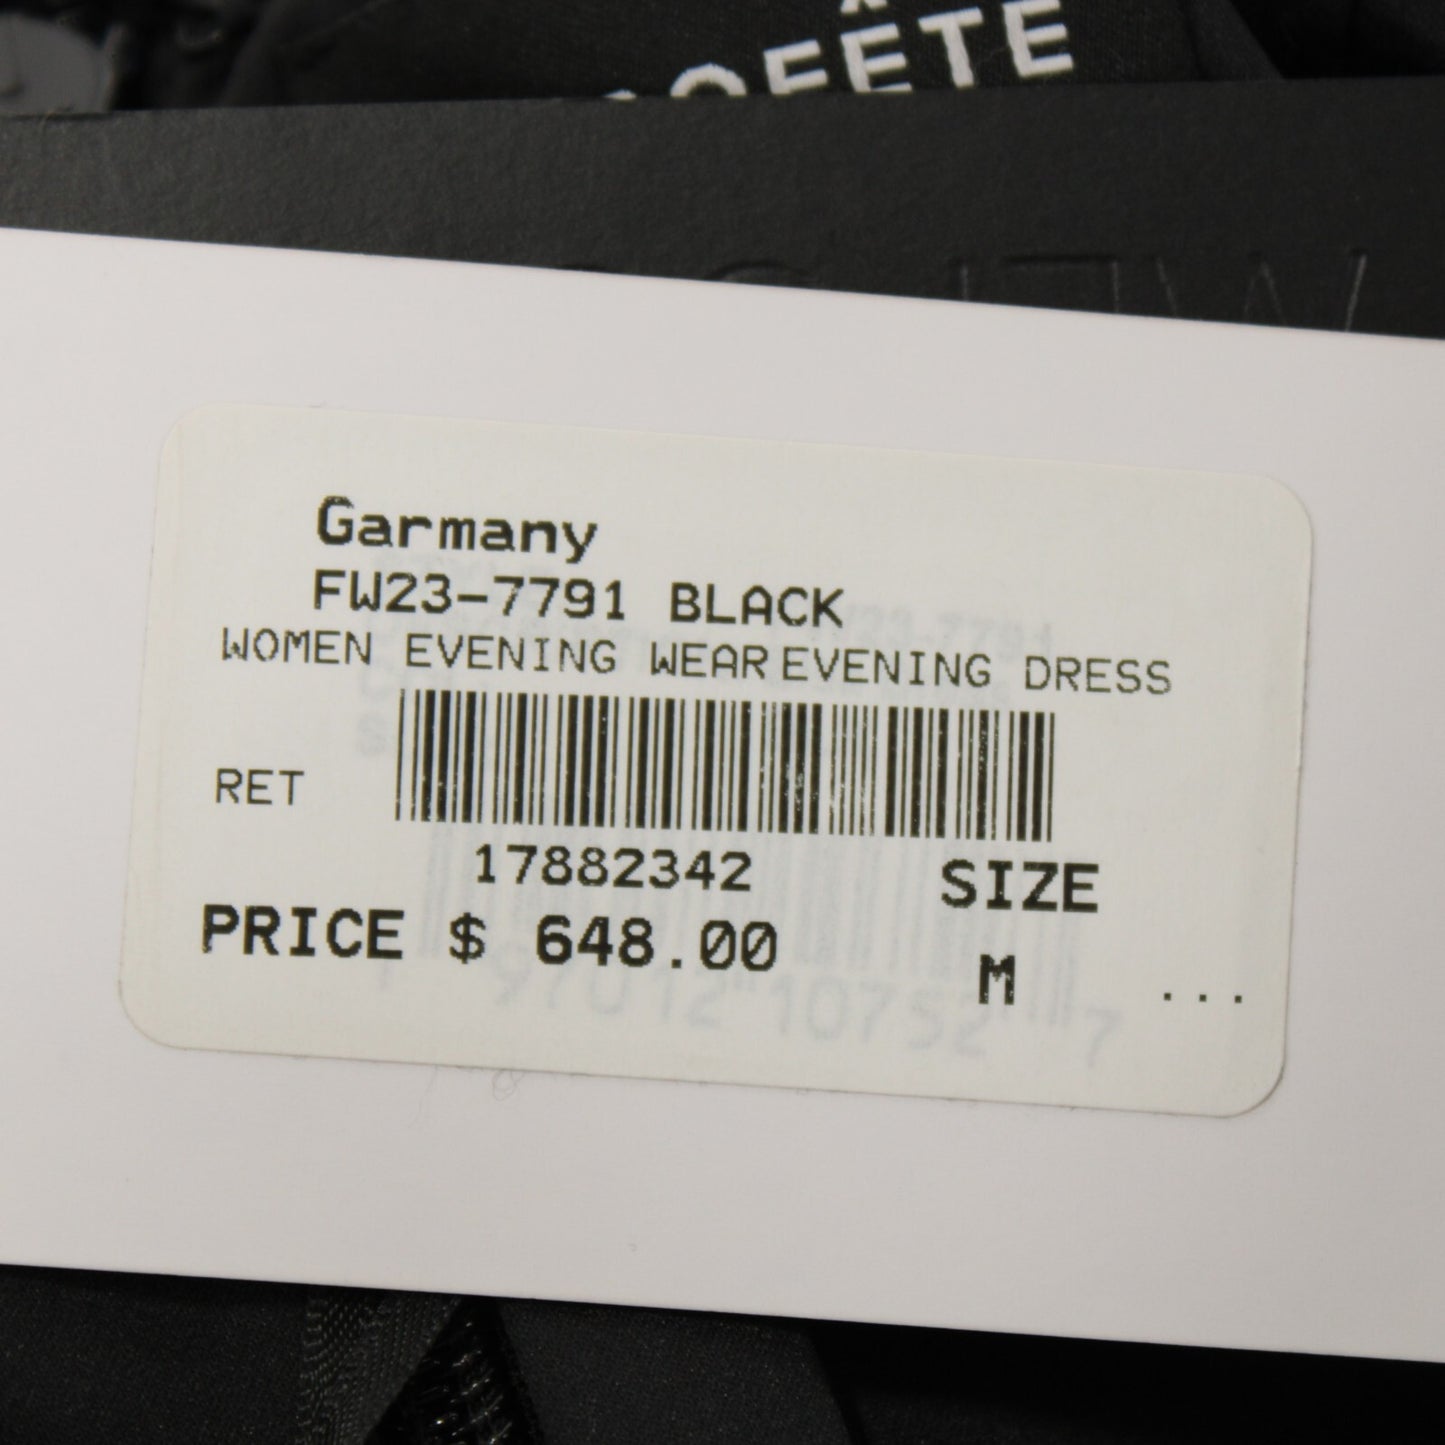 Garmany
FW23-7791 BLACK
WOMEN EVENING WEAR EVENING DRESS
RET
17882342
SIZE
PRICE $ 648.00
M
...